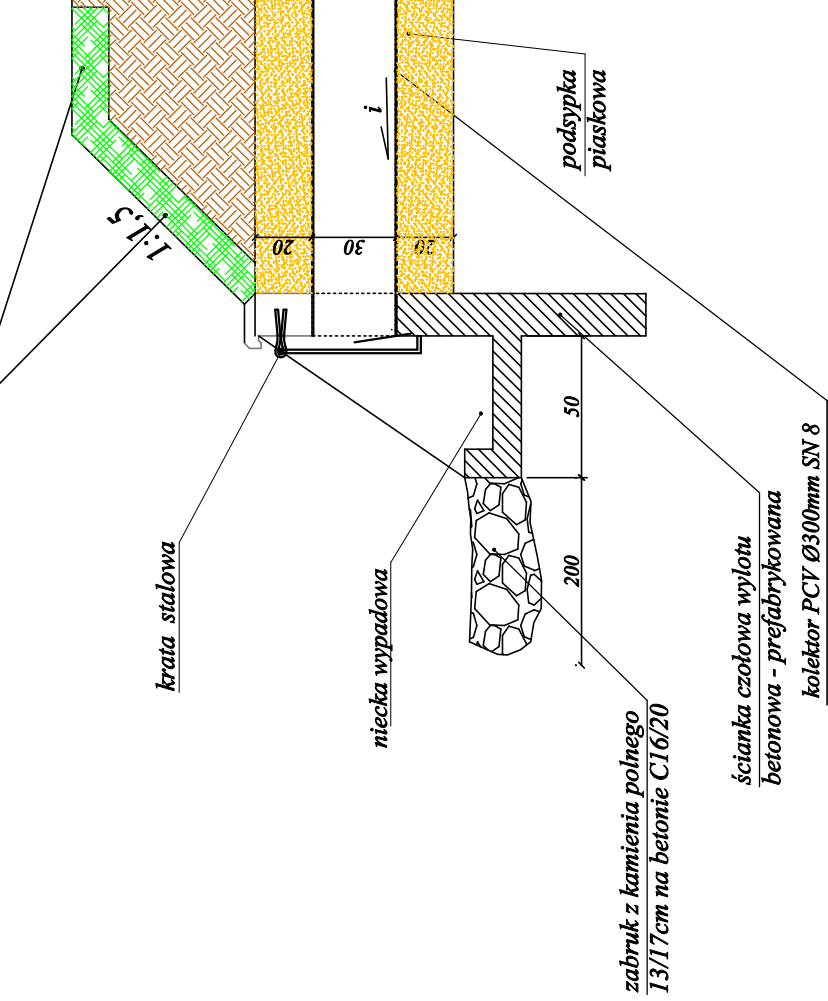 podsypka
piaskowa
i
1:1,5
20
30
20
50
200
krata stalowa
niecka wypadowa
zabruk z kamienia polnego
13/17cm na betonie C16/20
ścianka czołowa wylotu
betonowa - prefabrykowana
kolektor PCV Ø300mm SN 8